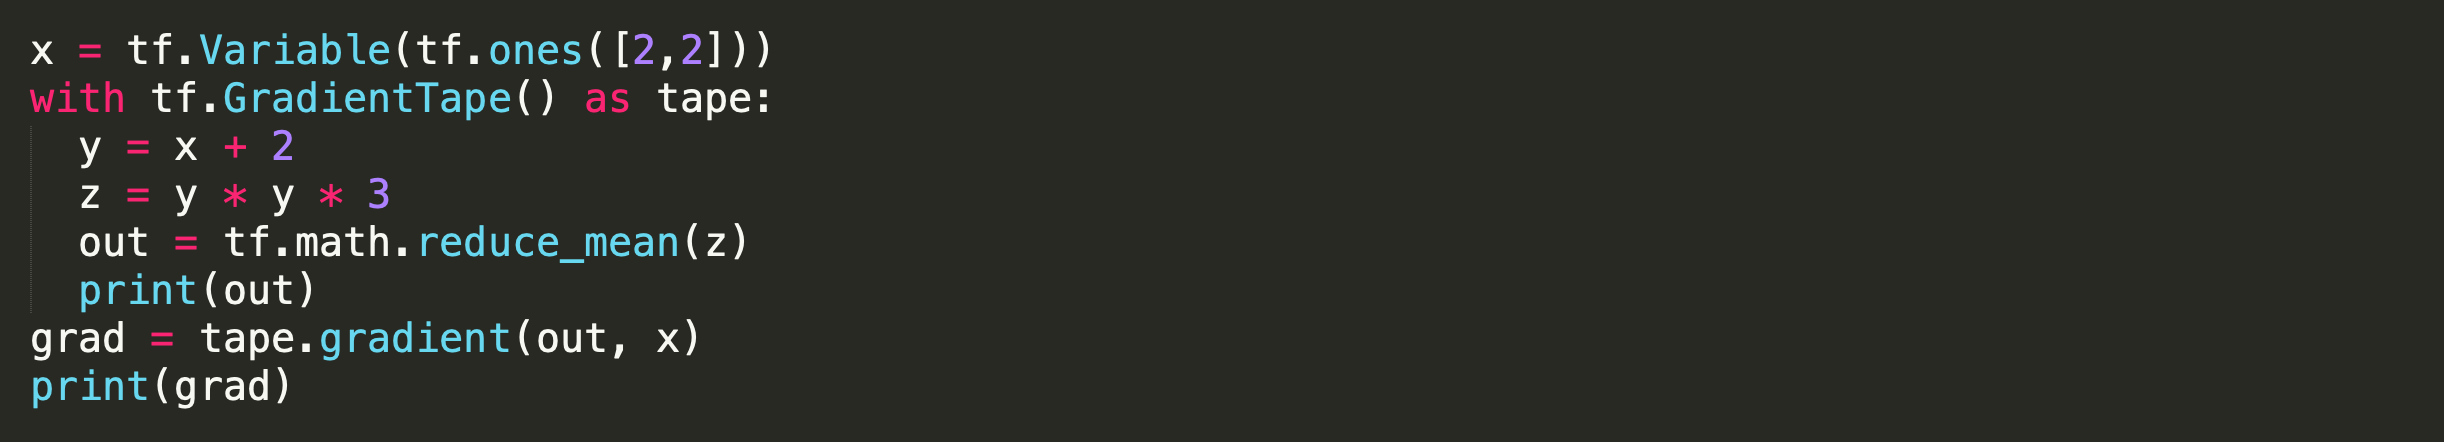 x = tf.Variable(tf.ones([2,2]))
with tf.GradientTape() as tape:
  y = x + 2
  z = y * y * 3
  out = tf.math.reduce_mean(z)
  print(out)
grad = tape.gradient(out, x)
print(grad)